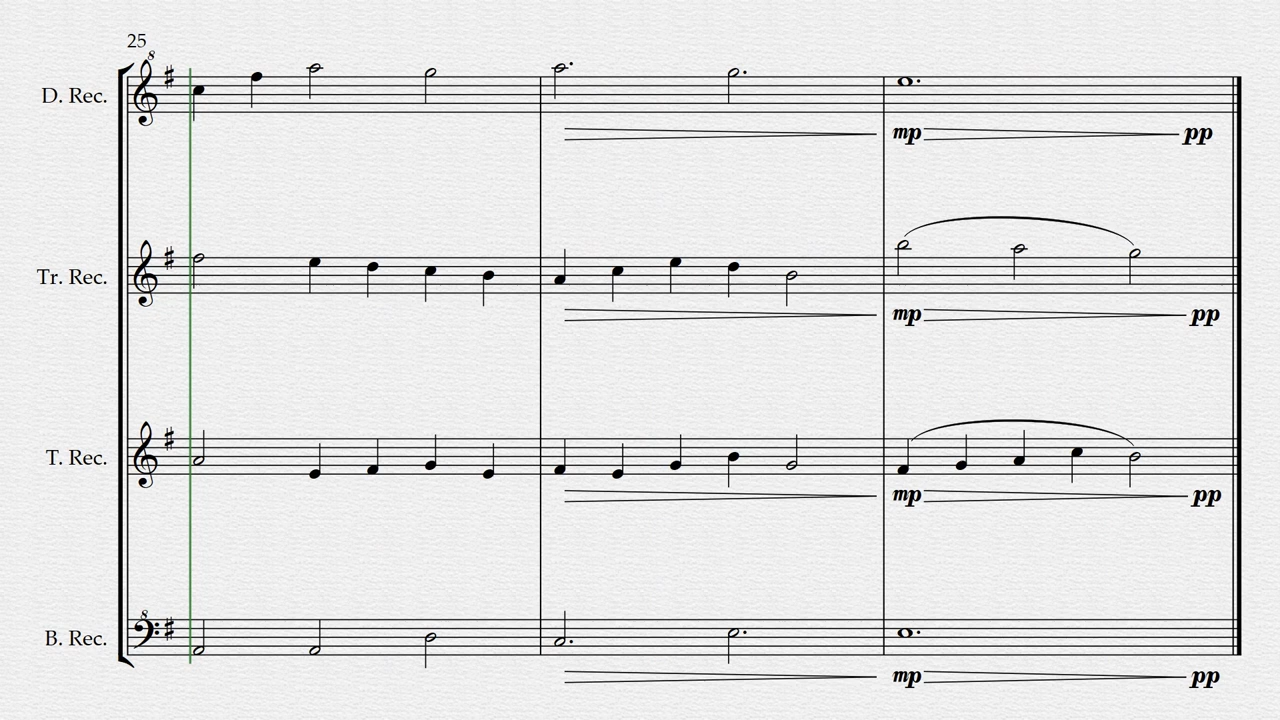 25
8
D. Rec.
mp pp
Tr. Rec.
mp pp
T. Rec.
mp pp
8
B. Rec.
mp pp